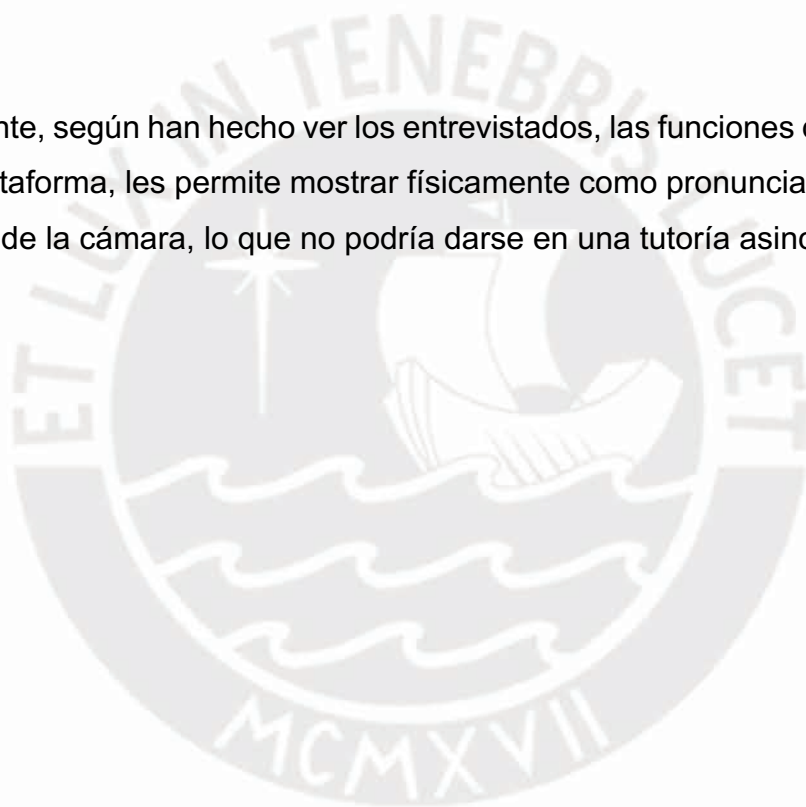 nte, según han hecho ver los entrevistados, las funciones
taforma, les permite mostrar físicamente como pronuncia
de la cámara, lo que no podría darse en una tutoría asinc
ET LUX IN TENEBRIS LUCET
MCMXVII